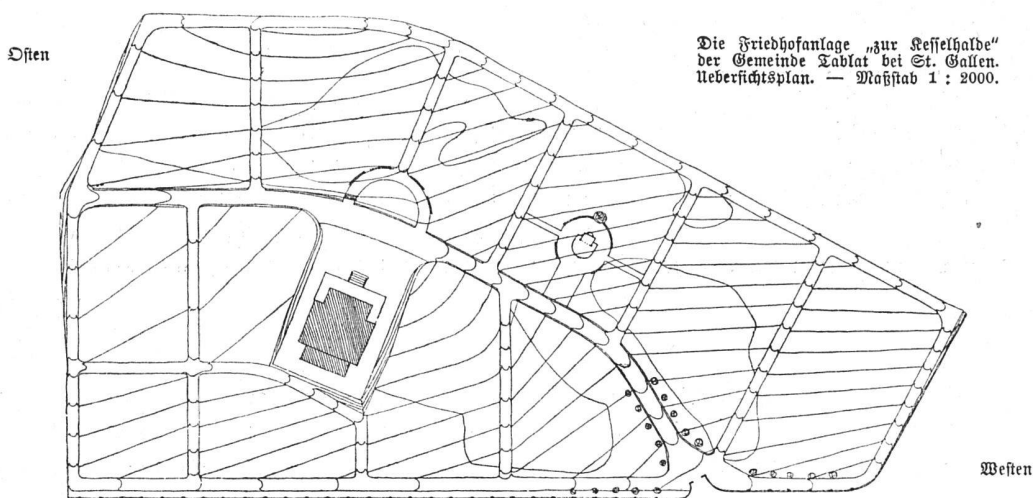 Osten
Die Friedhofanlage „zur Kesselhalde“
der Gemeinde Tablat bei St. Gallen.
Uebersichtsplan. — Maßstab 1 : 2000.
Westen